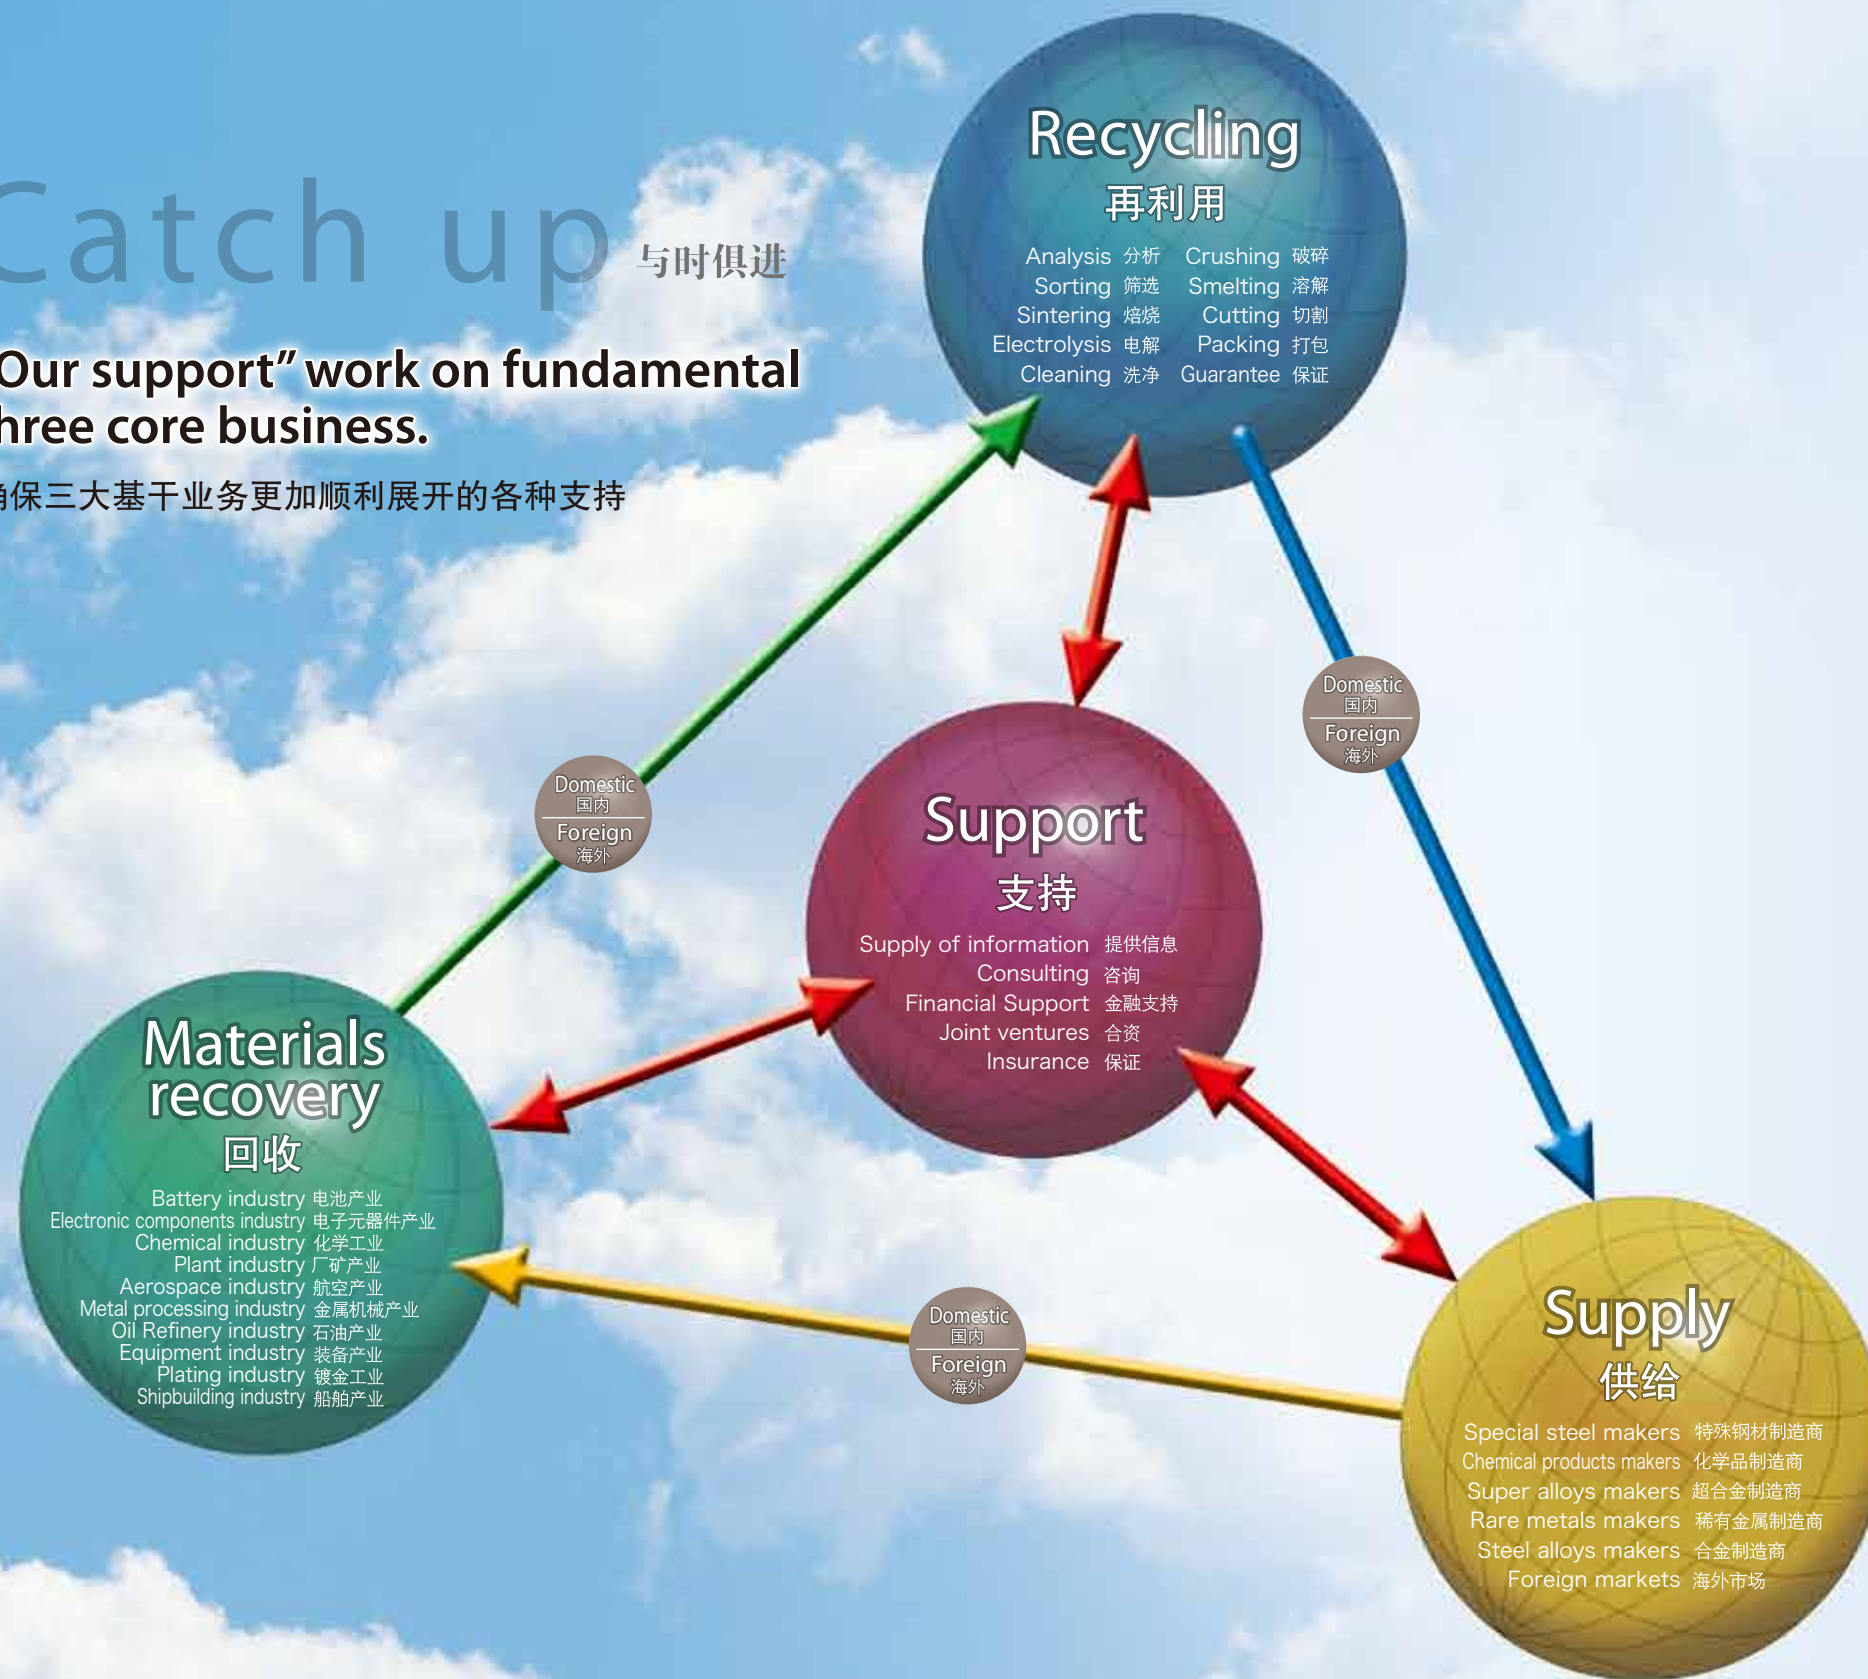 Catch up 与时俱进
Our support” work on fundamental
hree core business.
保三大基干业务更加顺利展开的各种支持
Recycling
再利用
Analysis 分析 Crushing 破碎
Sorting 筛选 Smelting 溶解
Sintering 焙烧 Cutting 切割
Electrolysis 电解 Packing 打包
Cleaning 洗净 Guarantee 保证
Domestic
国内
Foreign
海外
Domestic
国内
Foreign
海外
Support
支持
Supply of information 提供信息
Consulting 咨询
Financial Support 金融支持
Joint ventures 合资
Insurance 保证
Materials
recovery
回收
Battery industry 电池产业
Electronic components industry 电子元器件产业
Chemical industry 化学工业
Plant industry 厂矿产业
Aerospace industry 航空产业
Metal processing industry 金属机械产业
Oil Refinery industry 石油产业
Equipment industry 装备产业
Plating industry 镀金工业
Shipbuilding industry 船舶产业
Domestic
国内
Foreign
海外
Supply
供给
Special steel makers 特殊钢材制造商
Chemical products makers 化学品制造商
Super alloys makers 超合金制造商
Rare metals makers 稀有金属制造商
Steel alloys makers 合金制造商
Foreign markets 海外市场